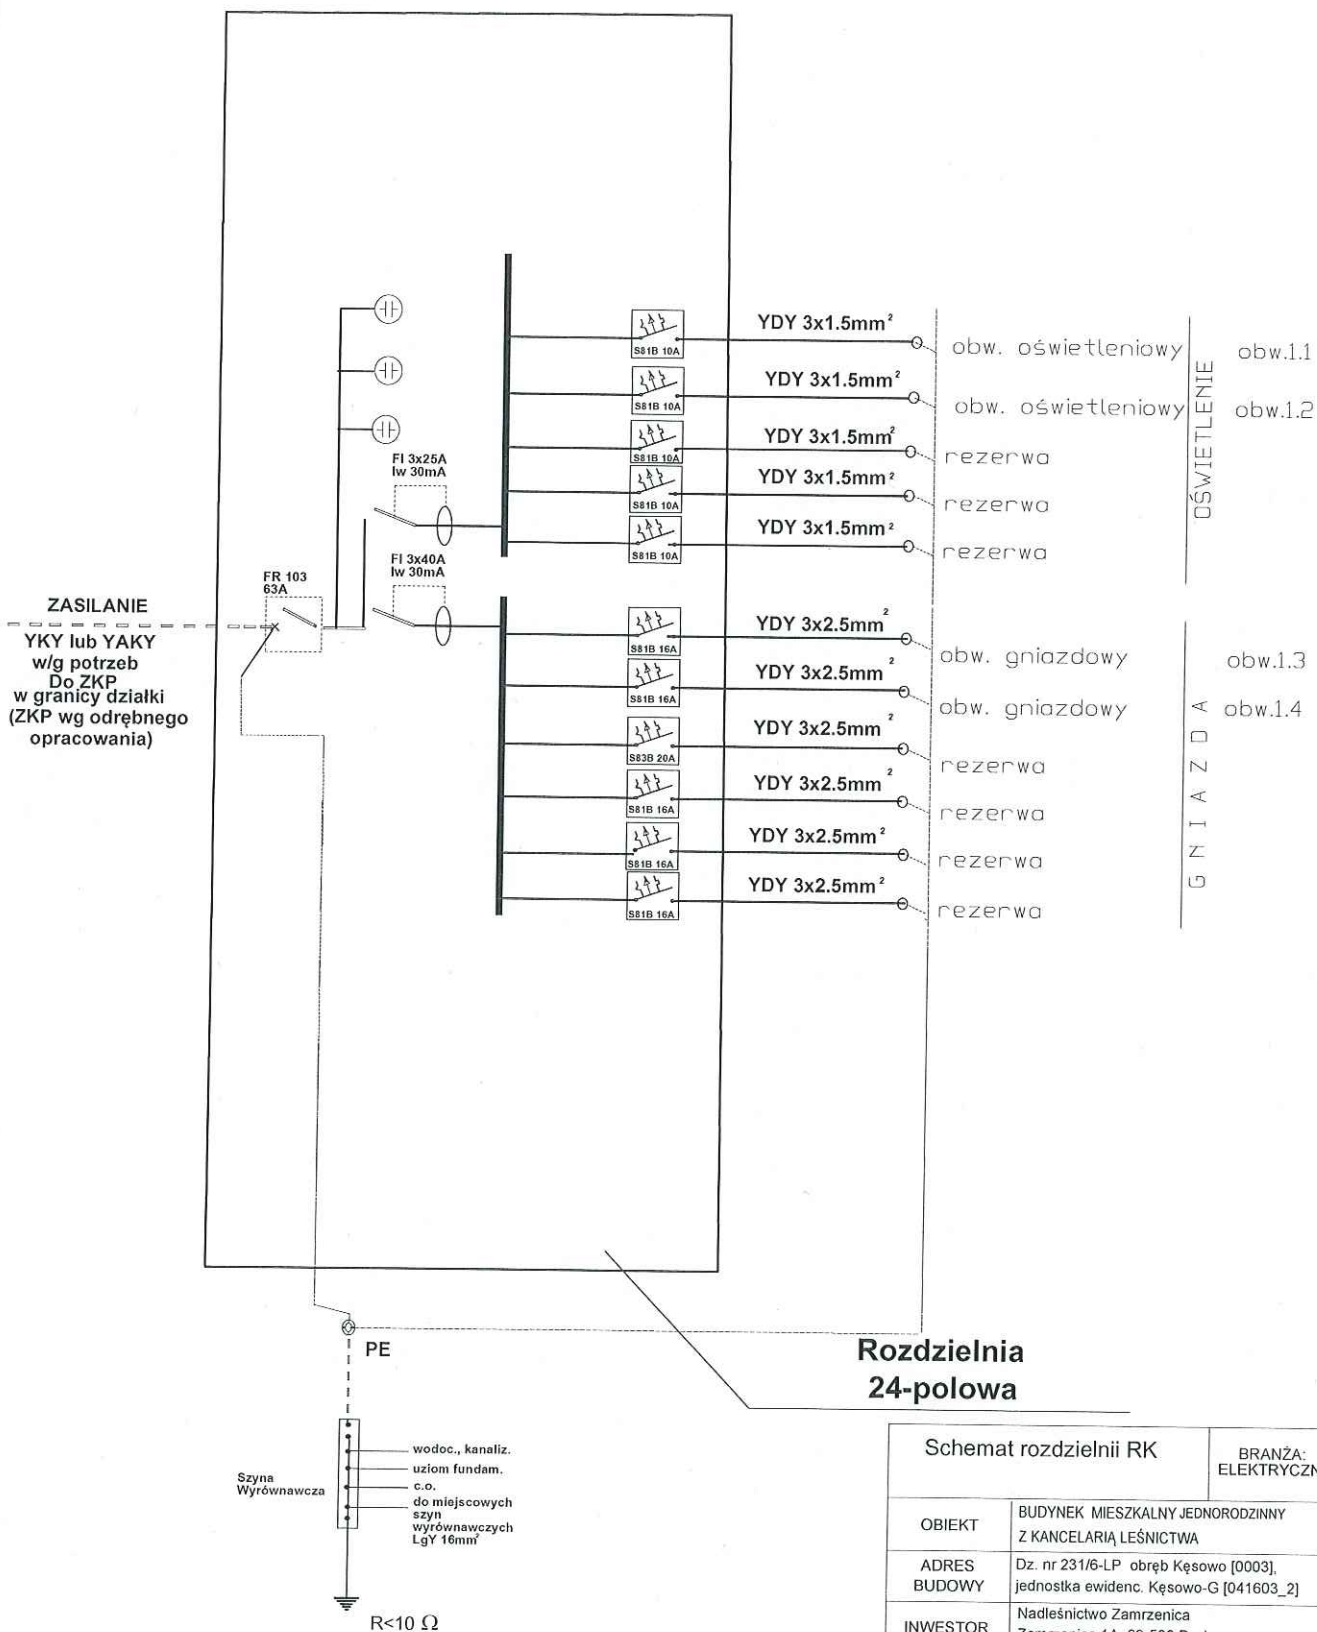 FI 3x25A
Iw 30mA
FI 3x40A
Iw 30mA
FR 103
63A
ZASILANIE
YKY lub YAKY
w/g potrzeb
Do ZKP
w granicy działki
(ZKP wg odrębnego
opracowania)
S81B 10A YDY 3x1.5mm² obw. oświetleniowy obw.1.1
S81B 10A YDY 3x1.5mm² obw. oświetleniowy obw.1.2
S81B 10A YDY 3x1.5mm² rezerwa
S81B 10A YDY 3x1.5mm² rezerwa
S81B 10A YDY 3x1.5mm² rezerwa
OŚWIETLENIE
S81B 16A YDY 3x2.5mm² obw. gniazdowy obw.1.3
S81B 16A YDY 3x2.5mm² obw. gniazdowy obw.1.4
S83B 20A YDY 3x2.5mm² rezerwa
S81B 16A YDY 3x2.5mm² rezerwa
S81B 16A YDY 3x2.5mm² rezerwa
S81B 16A YDY 3x2.5mm² rezerwa
G N I A Z D A
PE
Rozdzielnia
24-polowa
Szyna
Wyrównawcza
wodoc., kanaliz.
uziom fundam.
c.o.
do miejscowych
szyn
wyrównawczych
LgY 16mm²
R<10 Ω
Schemat rozdzielnii RK
BRANŻA:
ELEKTRYCZN
OBIEKT
BUDYNEK MIESZKALNY JEDNORODZINNY
Z KANCELARIĄ LEŚNICTWA
ADRES
BUDOWY
Dz. nr 231/6-LP obręb Kęsowo [0003],
jednostka ewidenc. Kęsowo-G [041603_2]
INWESTOR
Nadleśnictwo Zamrzenica